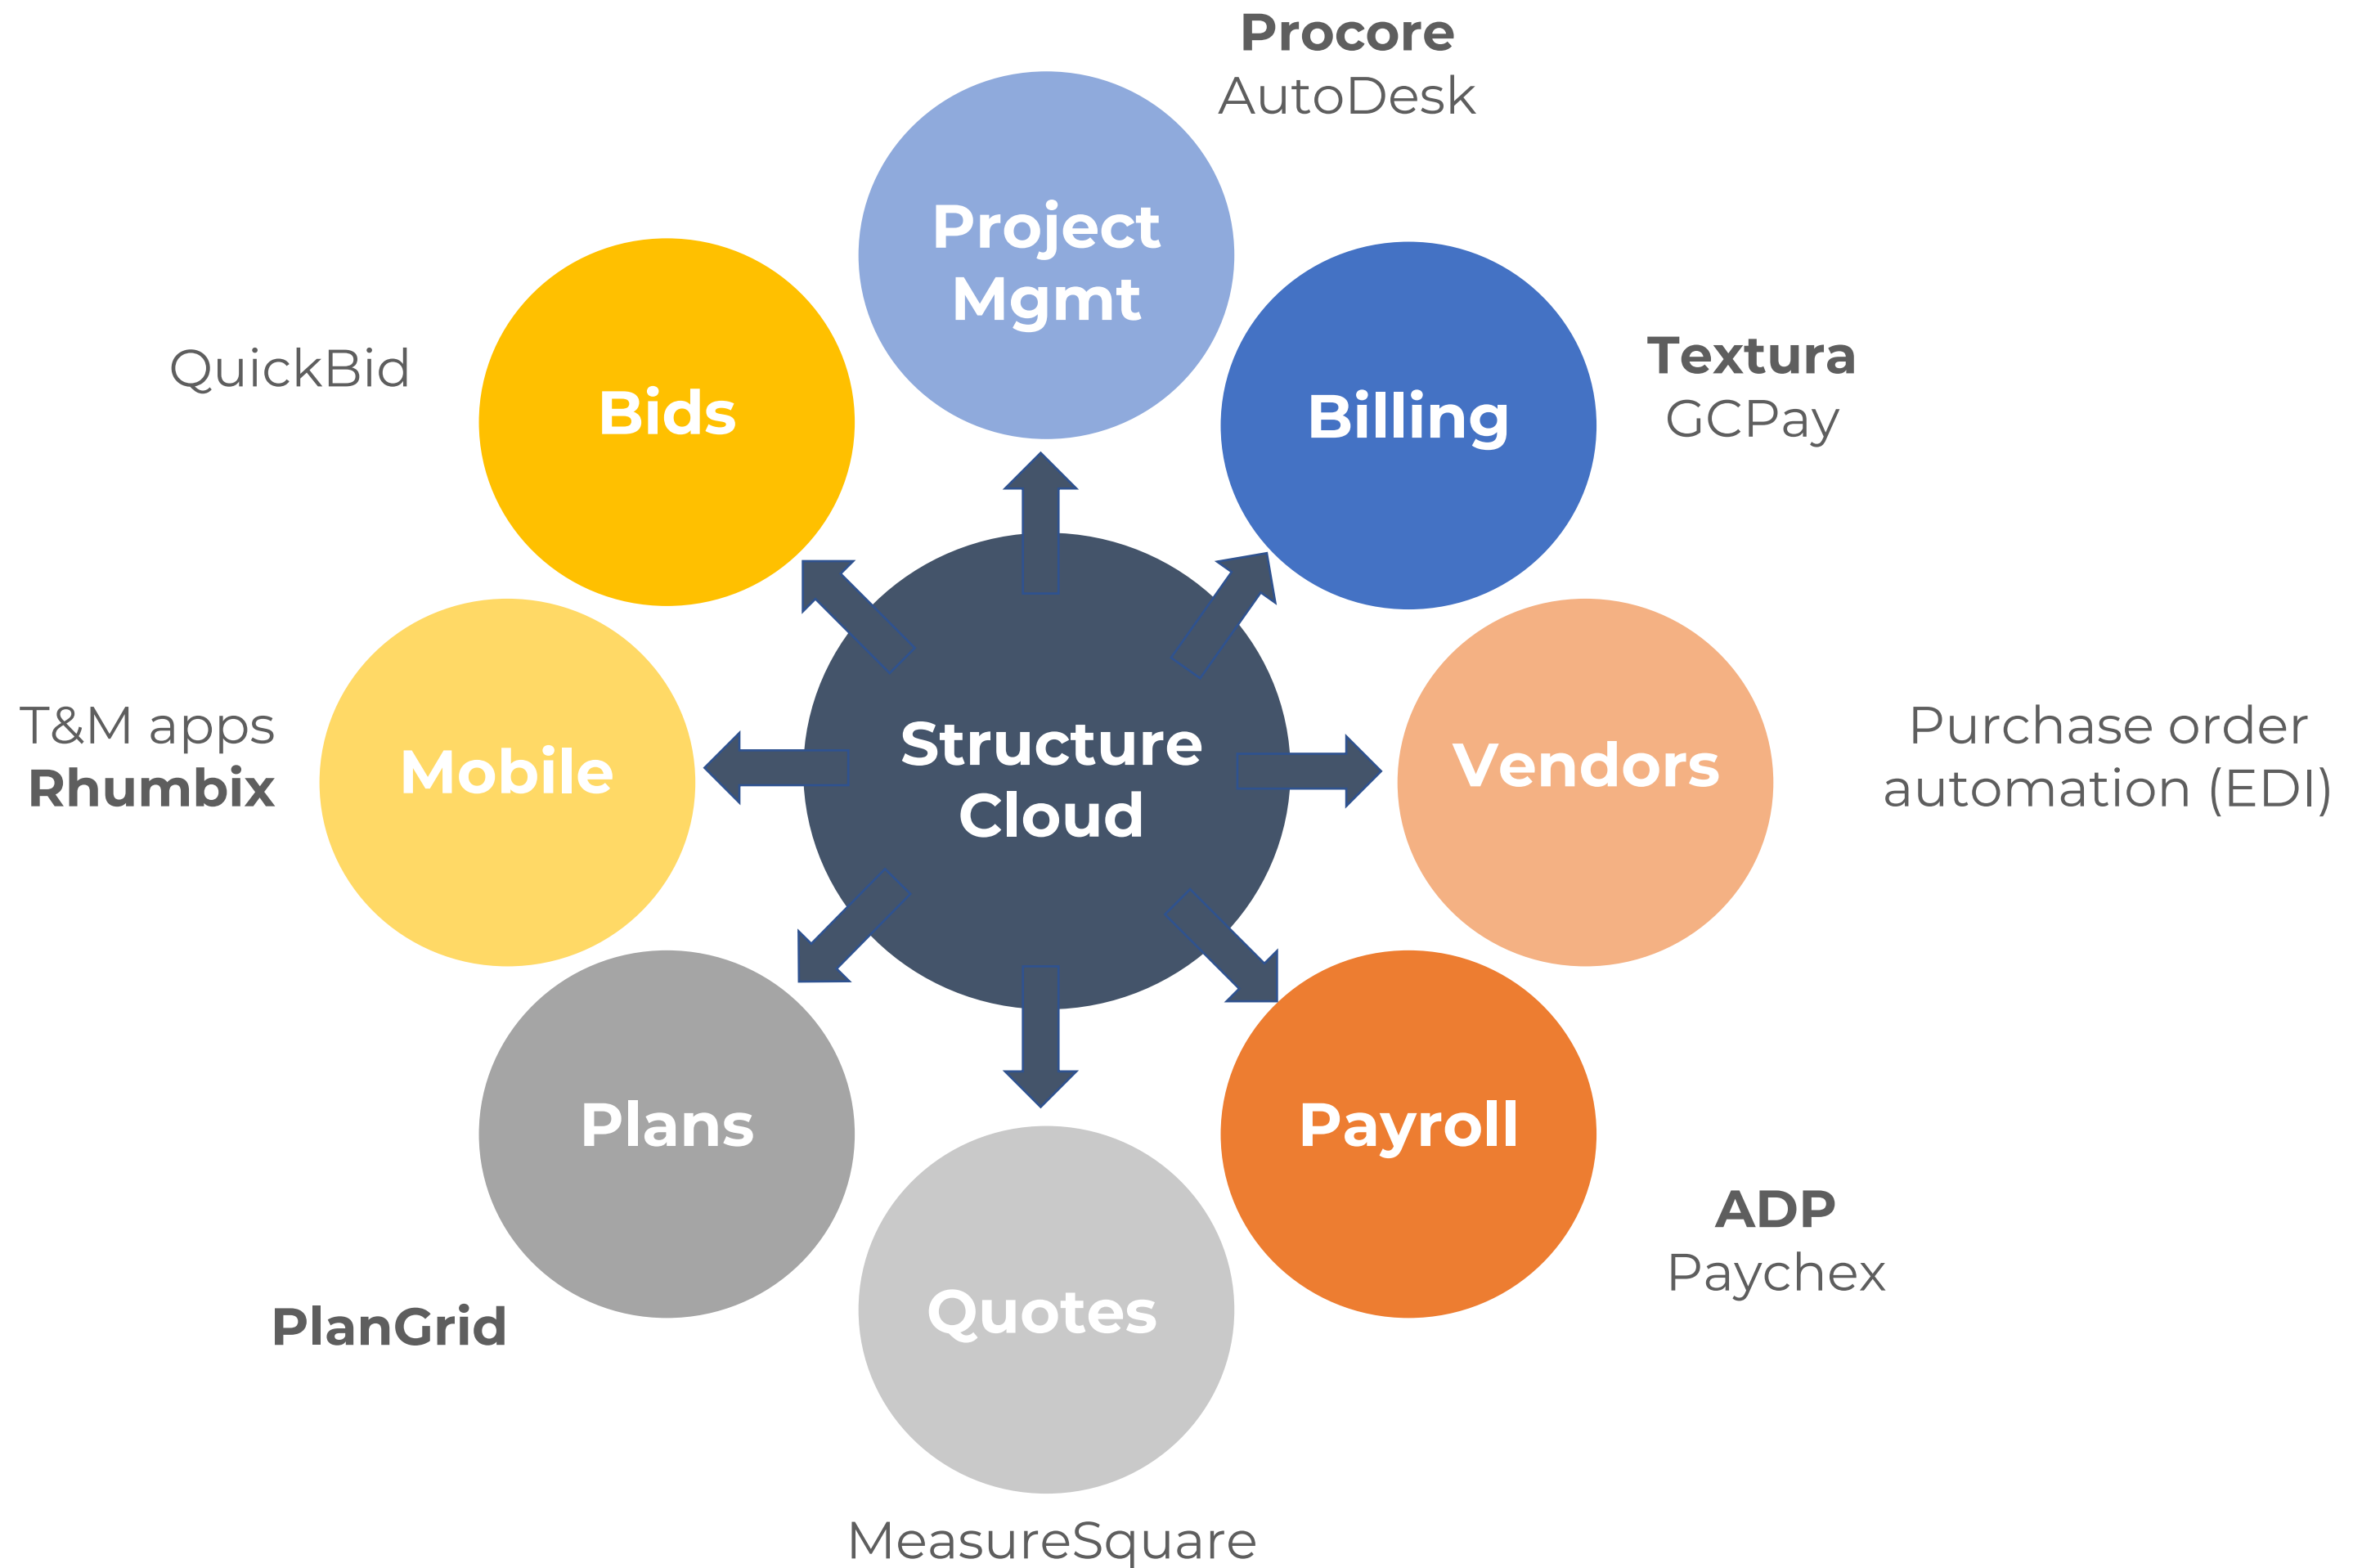 Procore
AutoDesk
Project
Mgmt
Bids
Billing
QuickBid
Textura
GCPay
T&M apps
Rhumbix
Mobile
Structure
Cloud
Vendors
Purchase order
automation (EDI)
Plans
Payroll
PlanGrid
ADP
Paychex
Quotes
MeasureSquare